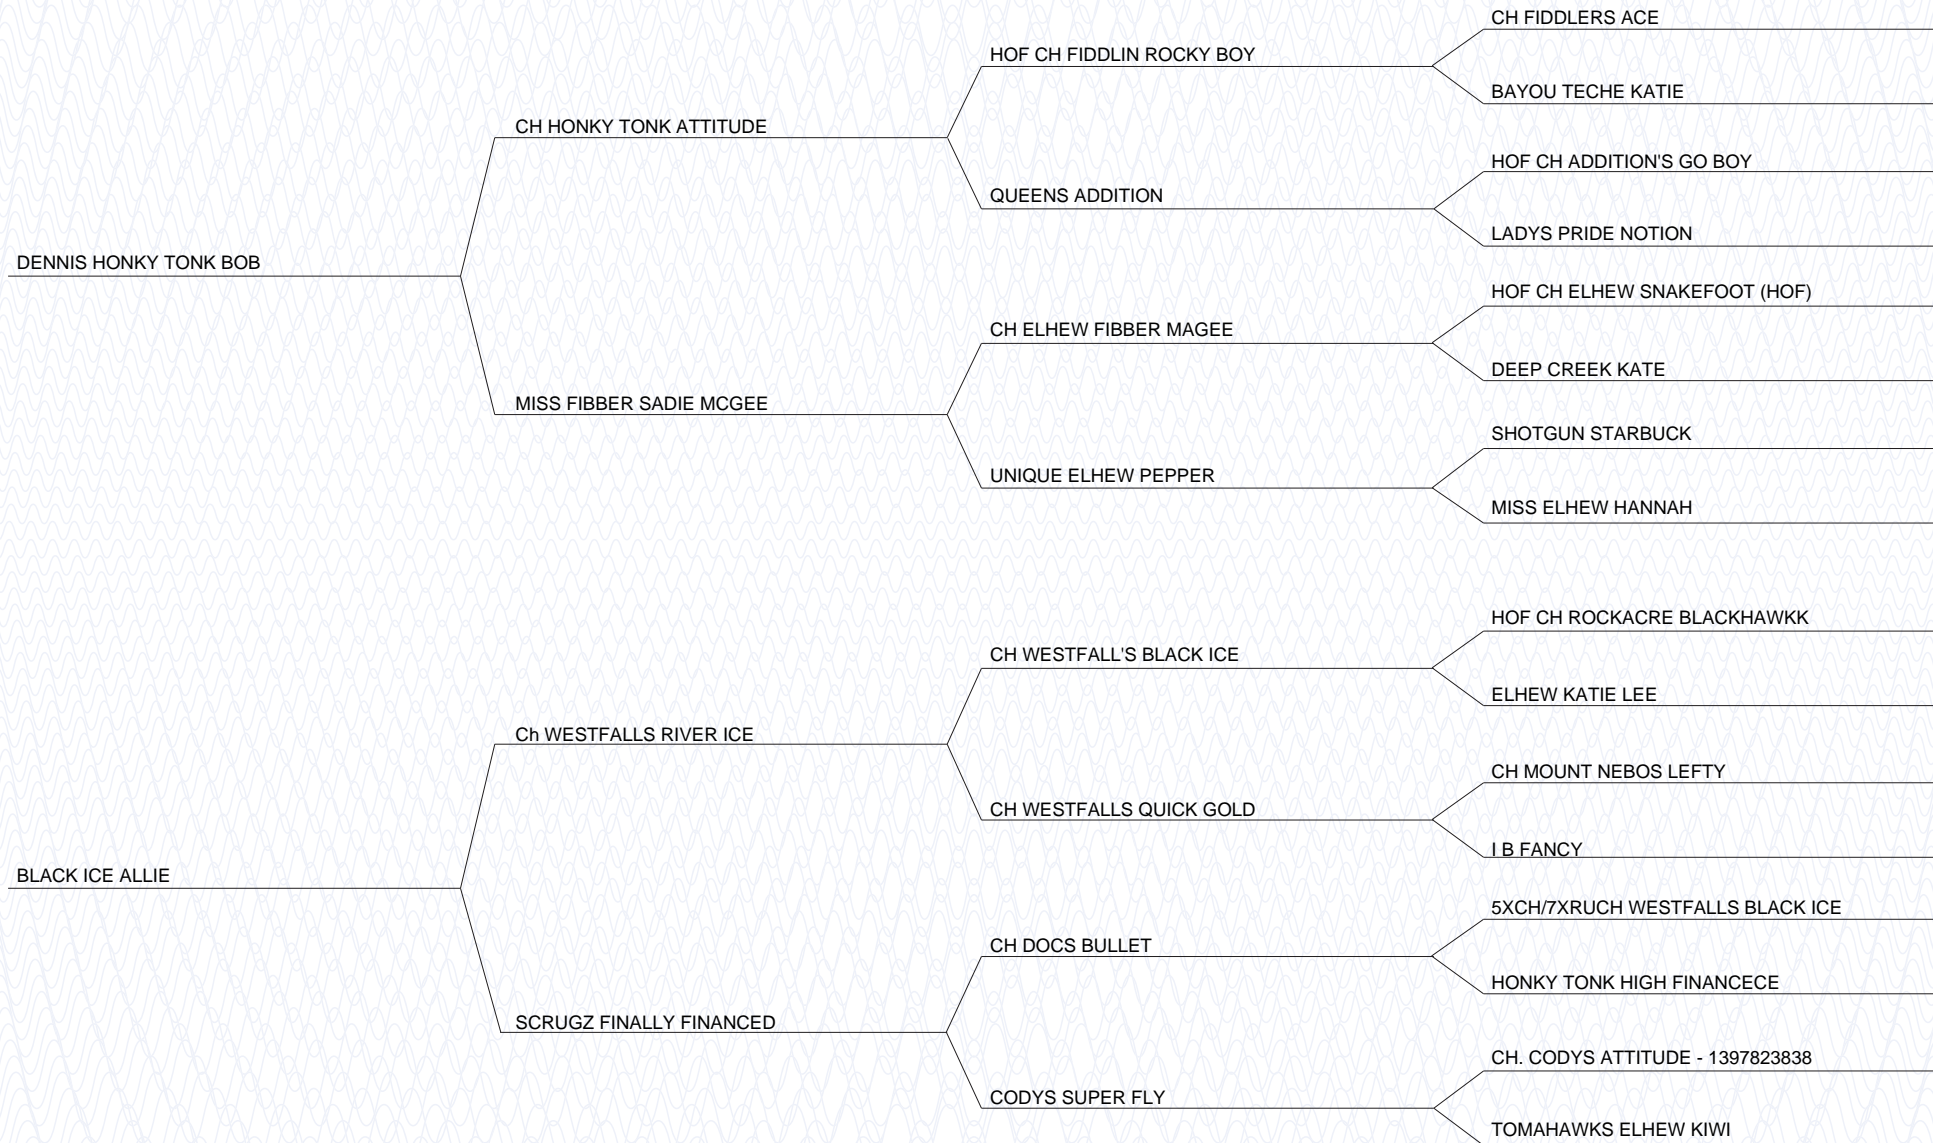 CH FIDDLERS ACE
HOF CH FIDDLIN ROCKY BOY
BAYOU TECHE KATIE
CH HONKY TONK ATTITUDE
HOF CH ADDITION'S GO BOY
QUEENS ADDITION
LADYS PRIDE NOTION
DENNIS HONKY TONK BOB
HOF CH ELHEW SNAKEFOOT (HOF)
CH ELHEW FIBBER MAGEE
DEEP CREEK KATE
MISS FIBBER SADIE MCGEE
SHOTGUN STARBUCK
UNIQUE ELHEW PEPPER
MISS ELHEW HANNAH
HOF CH ROCKACRE BLACKHAWKK
CH WESTFALL'S BLACK ICE
ELHEW KATIE LEE
Ch WESTFALLS RIVER ICE
CH MOUNT NEBOS LEFTY
CH WESTFALLS QUICK GOLD
I B FANCY
BLACK ICE ALLIE
5XCH/7XRUCH WESTFALLS BLACK ICE
CH DOCS BULLET
HONKY TONK HIGH FINANCECE
SCRUGZ FINALLY FINANCED
CH. CODYS ATTITUDE - 1397823838
CODYS SUPER FLY
TOMAHAWKS ELHEW KIWI